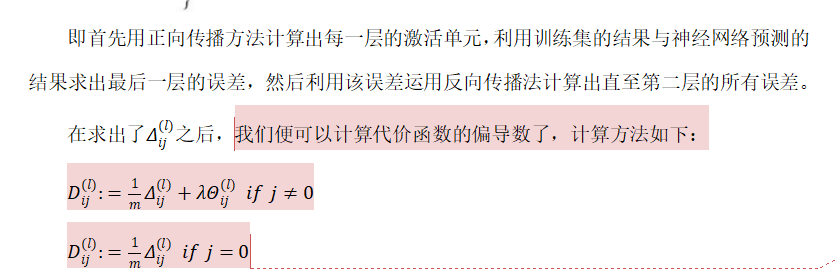 即首先用正向传播方法计算出每一层的激活单元,利用训练集的结果与神经网络预测的
结果求出最后一层的误差，然后利用该误差运用反向传播法计算出直至第二层的所有误差。
在求出了Δ_{ij}^{(l)}之后，我们便可以计算代价函数的偏导数了，计算方法如下：
D_{ij}^{(l)}:= \frac{1}{m}Δ_{ij}^{(l)}+λΘ_{ij}^{(l)} if j ≠ 0
D_{ij}^{(l)}:= \frac{1}{m}Δ_{ij}^{(l)} if j = 0